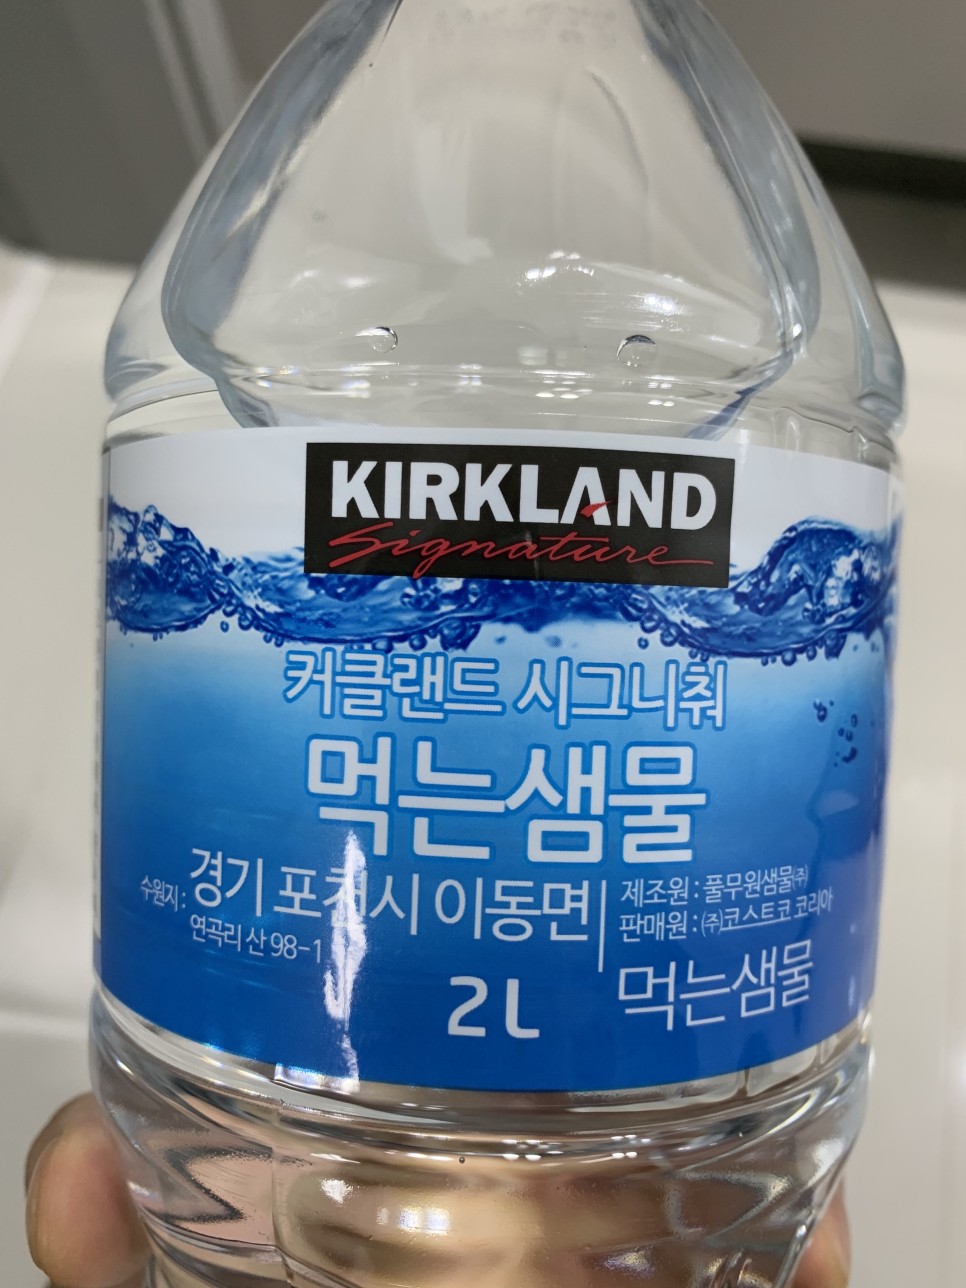 KIRKLAND
Signature
커클랜드 시그니춰
먹는샘물
수원지 : 경기 포천시 이동면
연곡리 산 98-1
제조원 : 풀무원샘물㈜
판매원 : ㈜코스트코 코리아
먹는샘물
2L